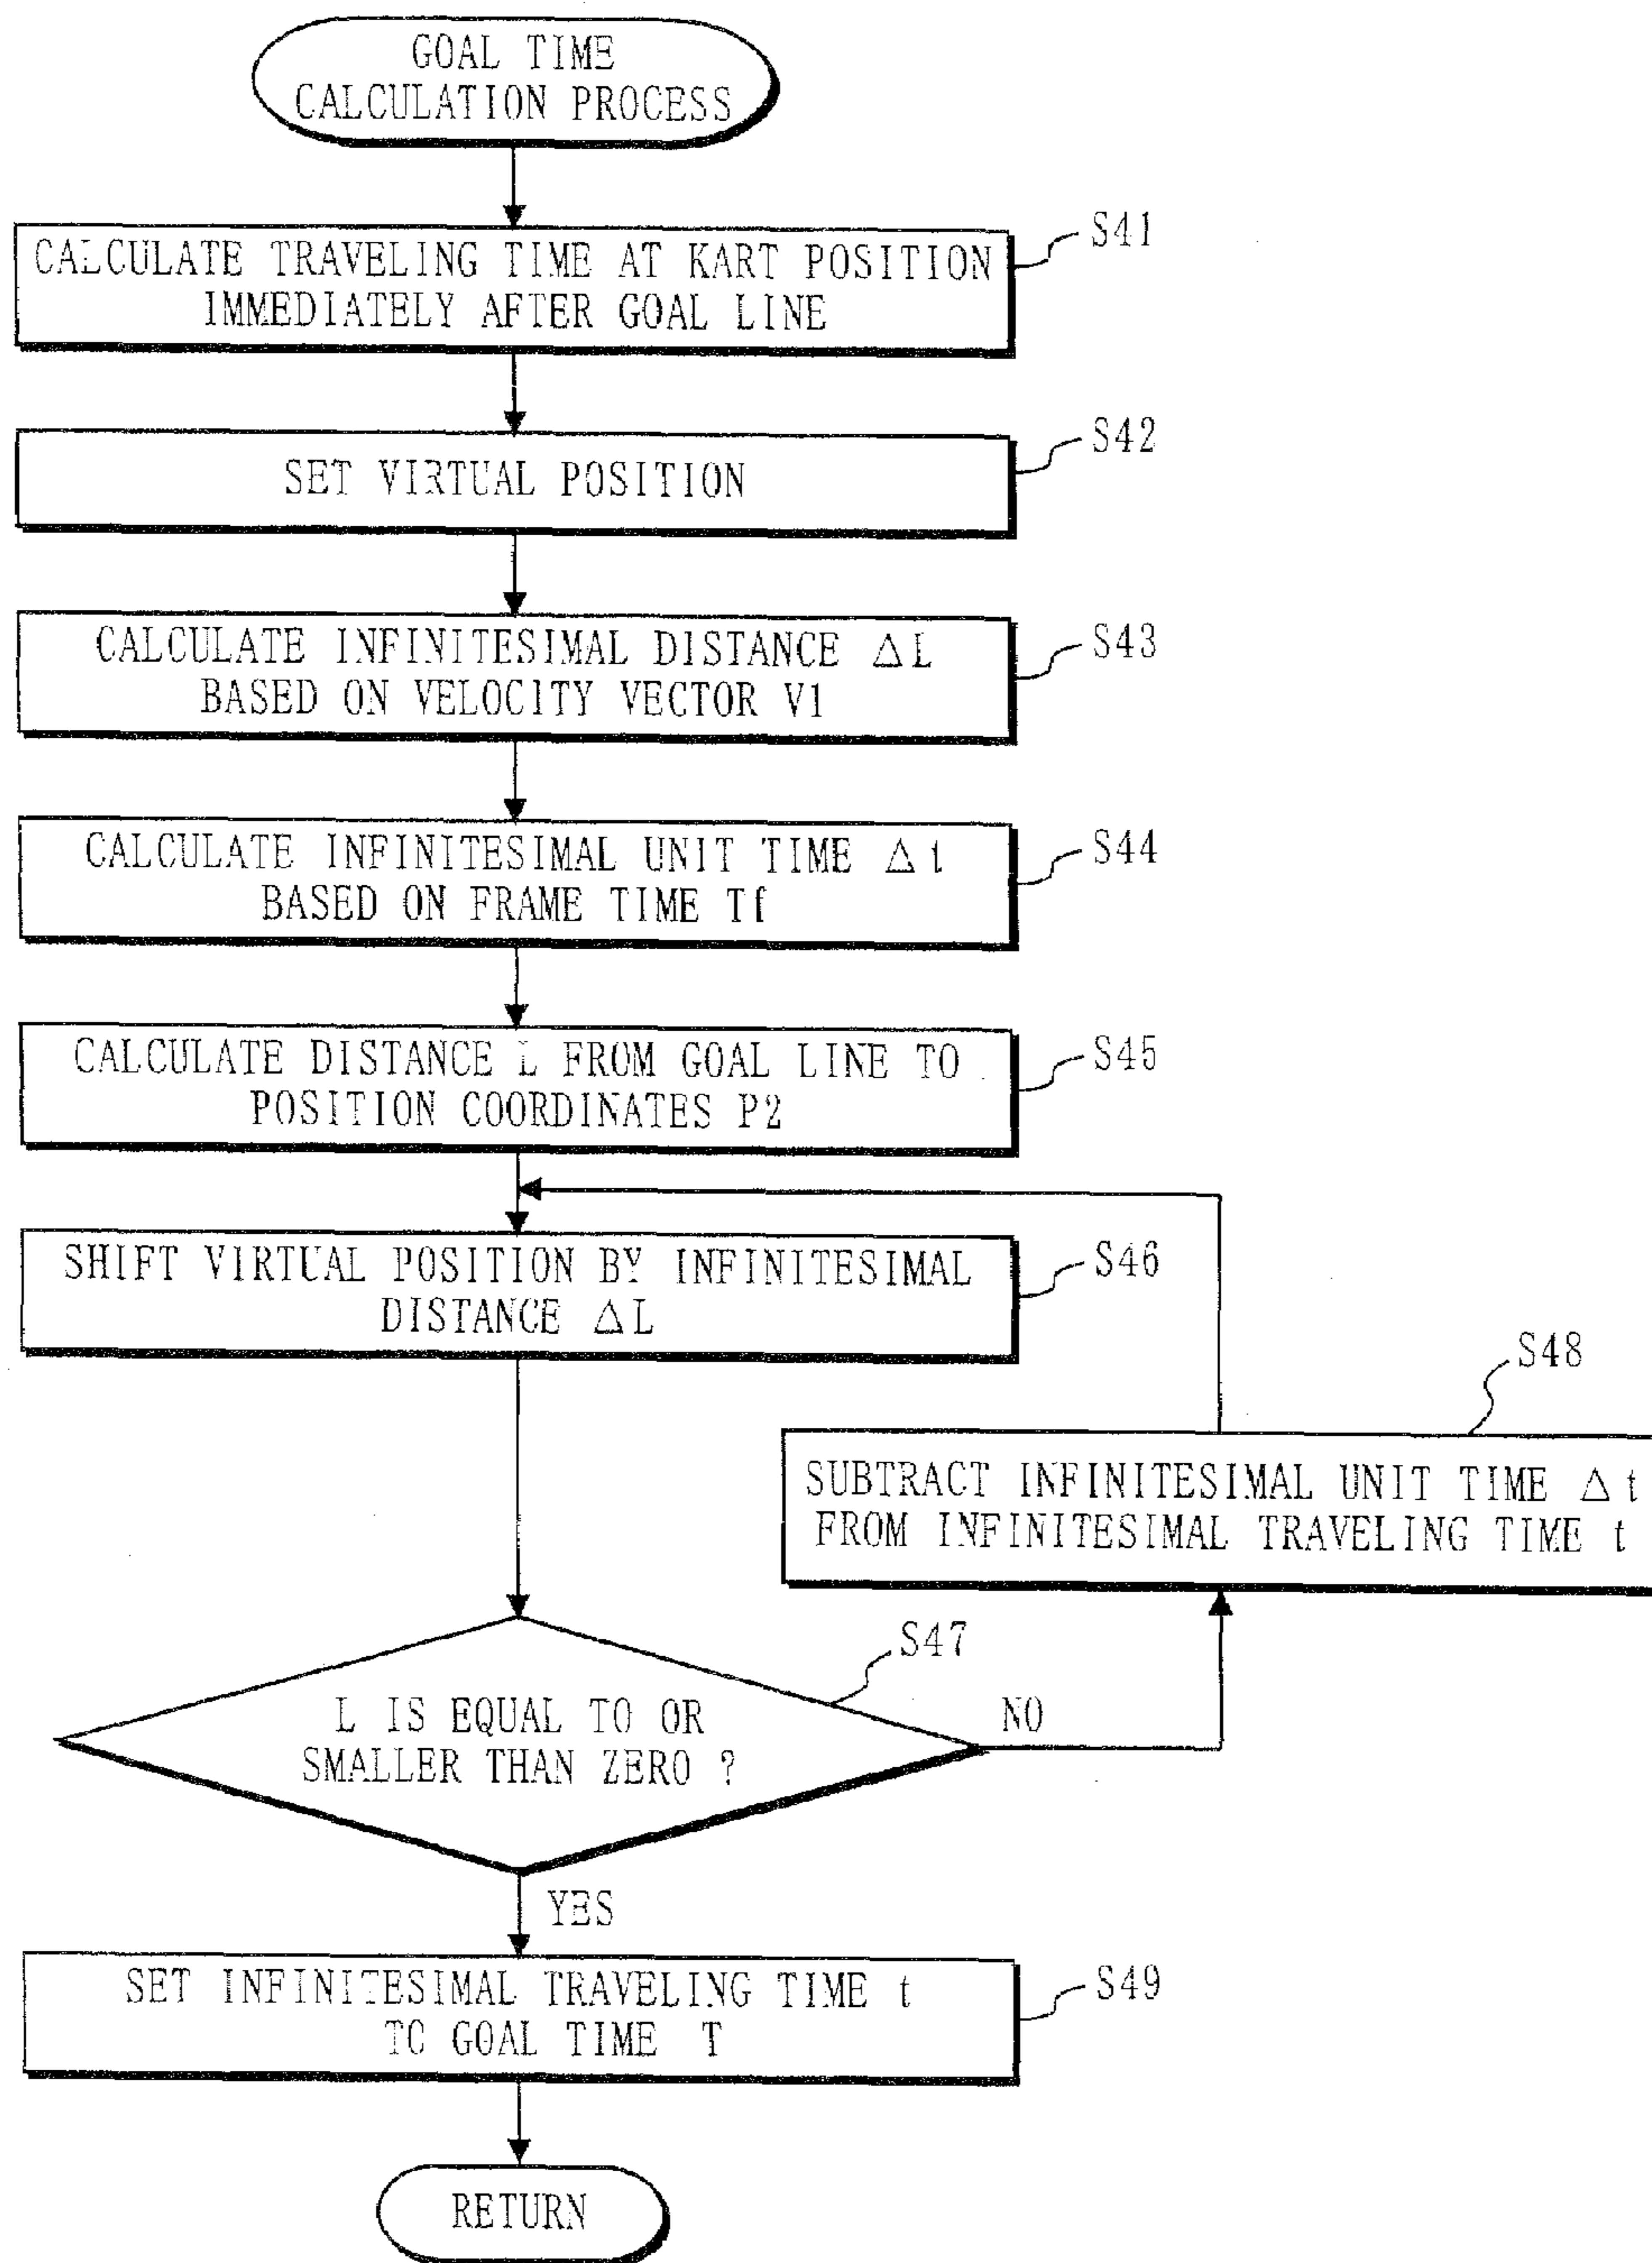 GOAL TIME
CALCULATION PROCESS
CALCULATE TRAVELING TIME AT KART POSITION
IMMEDIATELY AFTER GOAL LINE
S41
SET VIRTUAL POSITION
S42
CALCULATE INFINITESIMAL DISTANCE ΔL
BASED ON VELOCITY VECTOR V1
S43
CALCULATE INFINITESIMAL UNIT TIME Δt
BASED ON FRAME TIME Tf
S44
CALCULATE DISTANCE L FROM GOAL LINE TO
POSITION COORDINATES P2
S45
SHIFT VIRTUAL POSITION BY INFINITESIMAL
DISTANCE ΔL
S46
S48
SUBTRACT INFINITESIMAL UNIT TIME Δt
FROM INFINITESIMAL TRAVELING TIME t
S47
L IS EQUAL TO OR
SMALLER THAN ZERO ?
NO
YES
SET INFINITESIMAL TRAVELING TIME t
TO GOAL TIME T
S49
RETURN